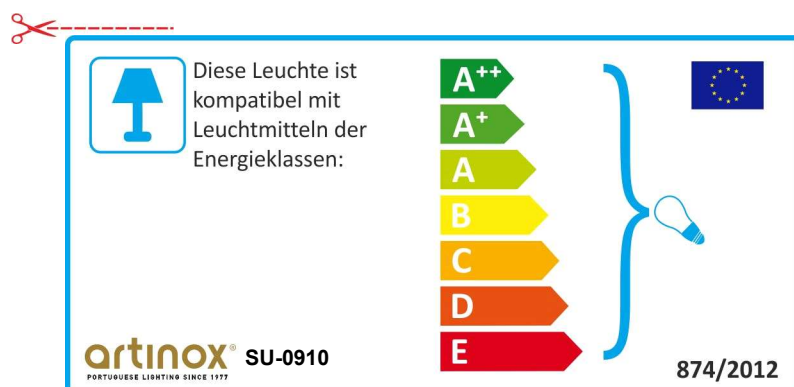 Diese Leuchte ist
kompatibel mit
Leuchtmitteln der
Energieklassen:
A++
A+
A
B
C
D
E
artinox® SU-0910
PORTUGUESE LIGHTING SINCE 1977
874/2012